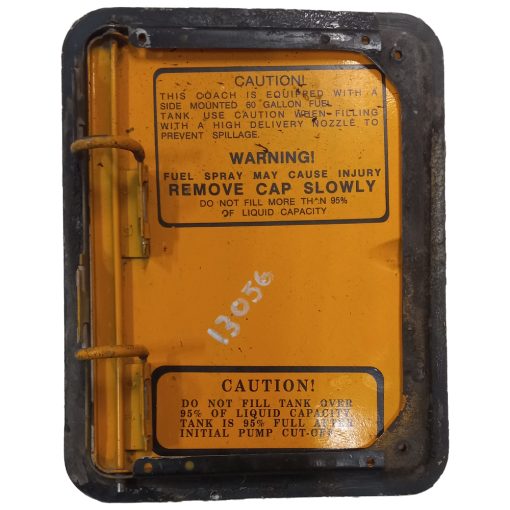 CAUTION!
THIS COACH IS EQUIPPED WITH A
SIDE MOUNTED 60 GALLON FUEL
TANK. USE CAUTION WHEN FILLING
WITH A HIGH DELIVERY NOZZLE TO
PREVENT SPILLAGE.
WARNING!
FUEL SPRAY MAY CAUSE INJURY
REMOVE CAP SLOWLY
DO NOT FILL MORE THAN 95%
OF LIQUID CAPACITY
13056
CAUTION!
DO NOT FILL TANK OVER
95% OF LIQUID CAPACITY.
TANK IS 95% FULL AFTER
INITIAL PUMP CUT-OFF.